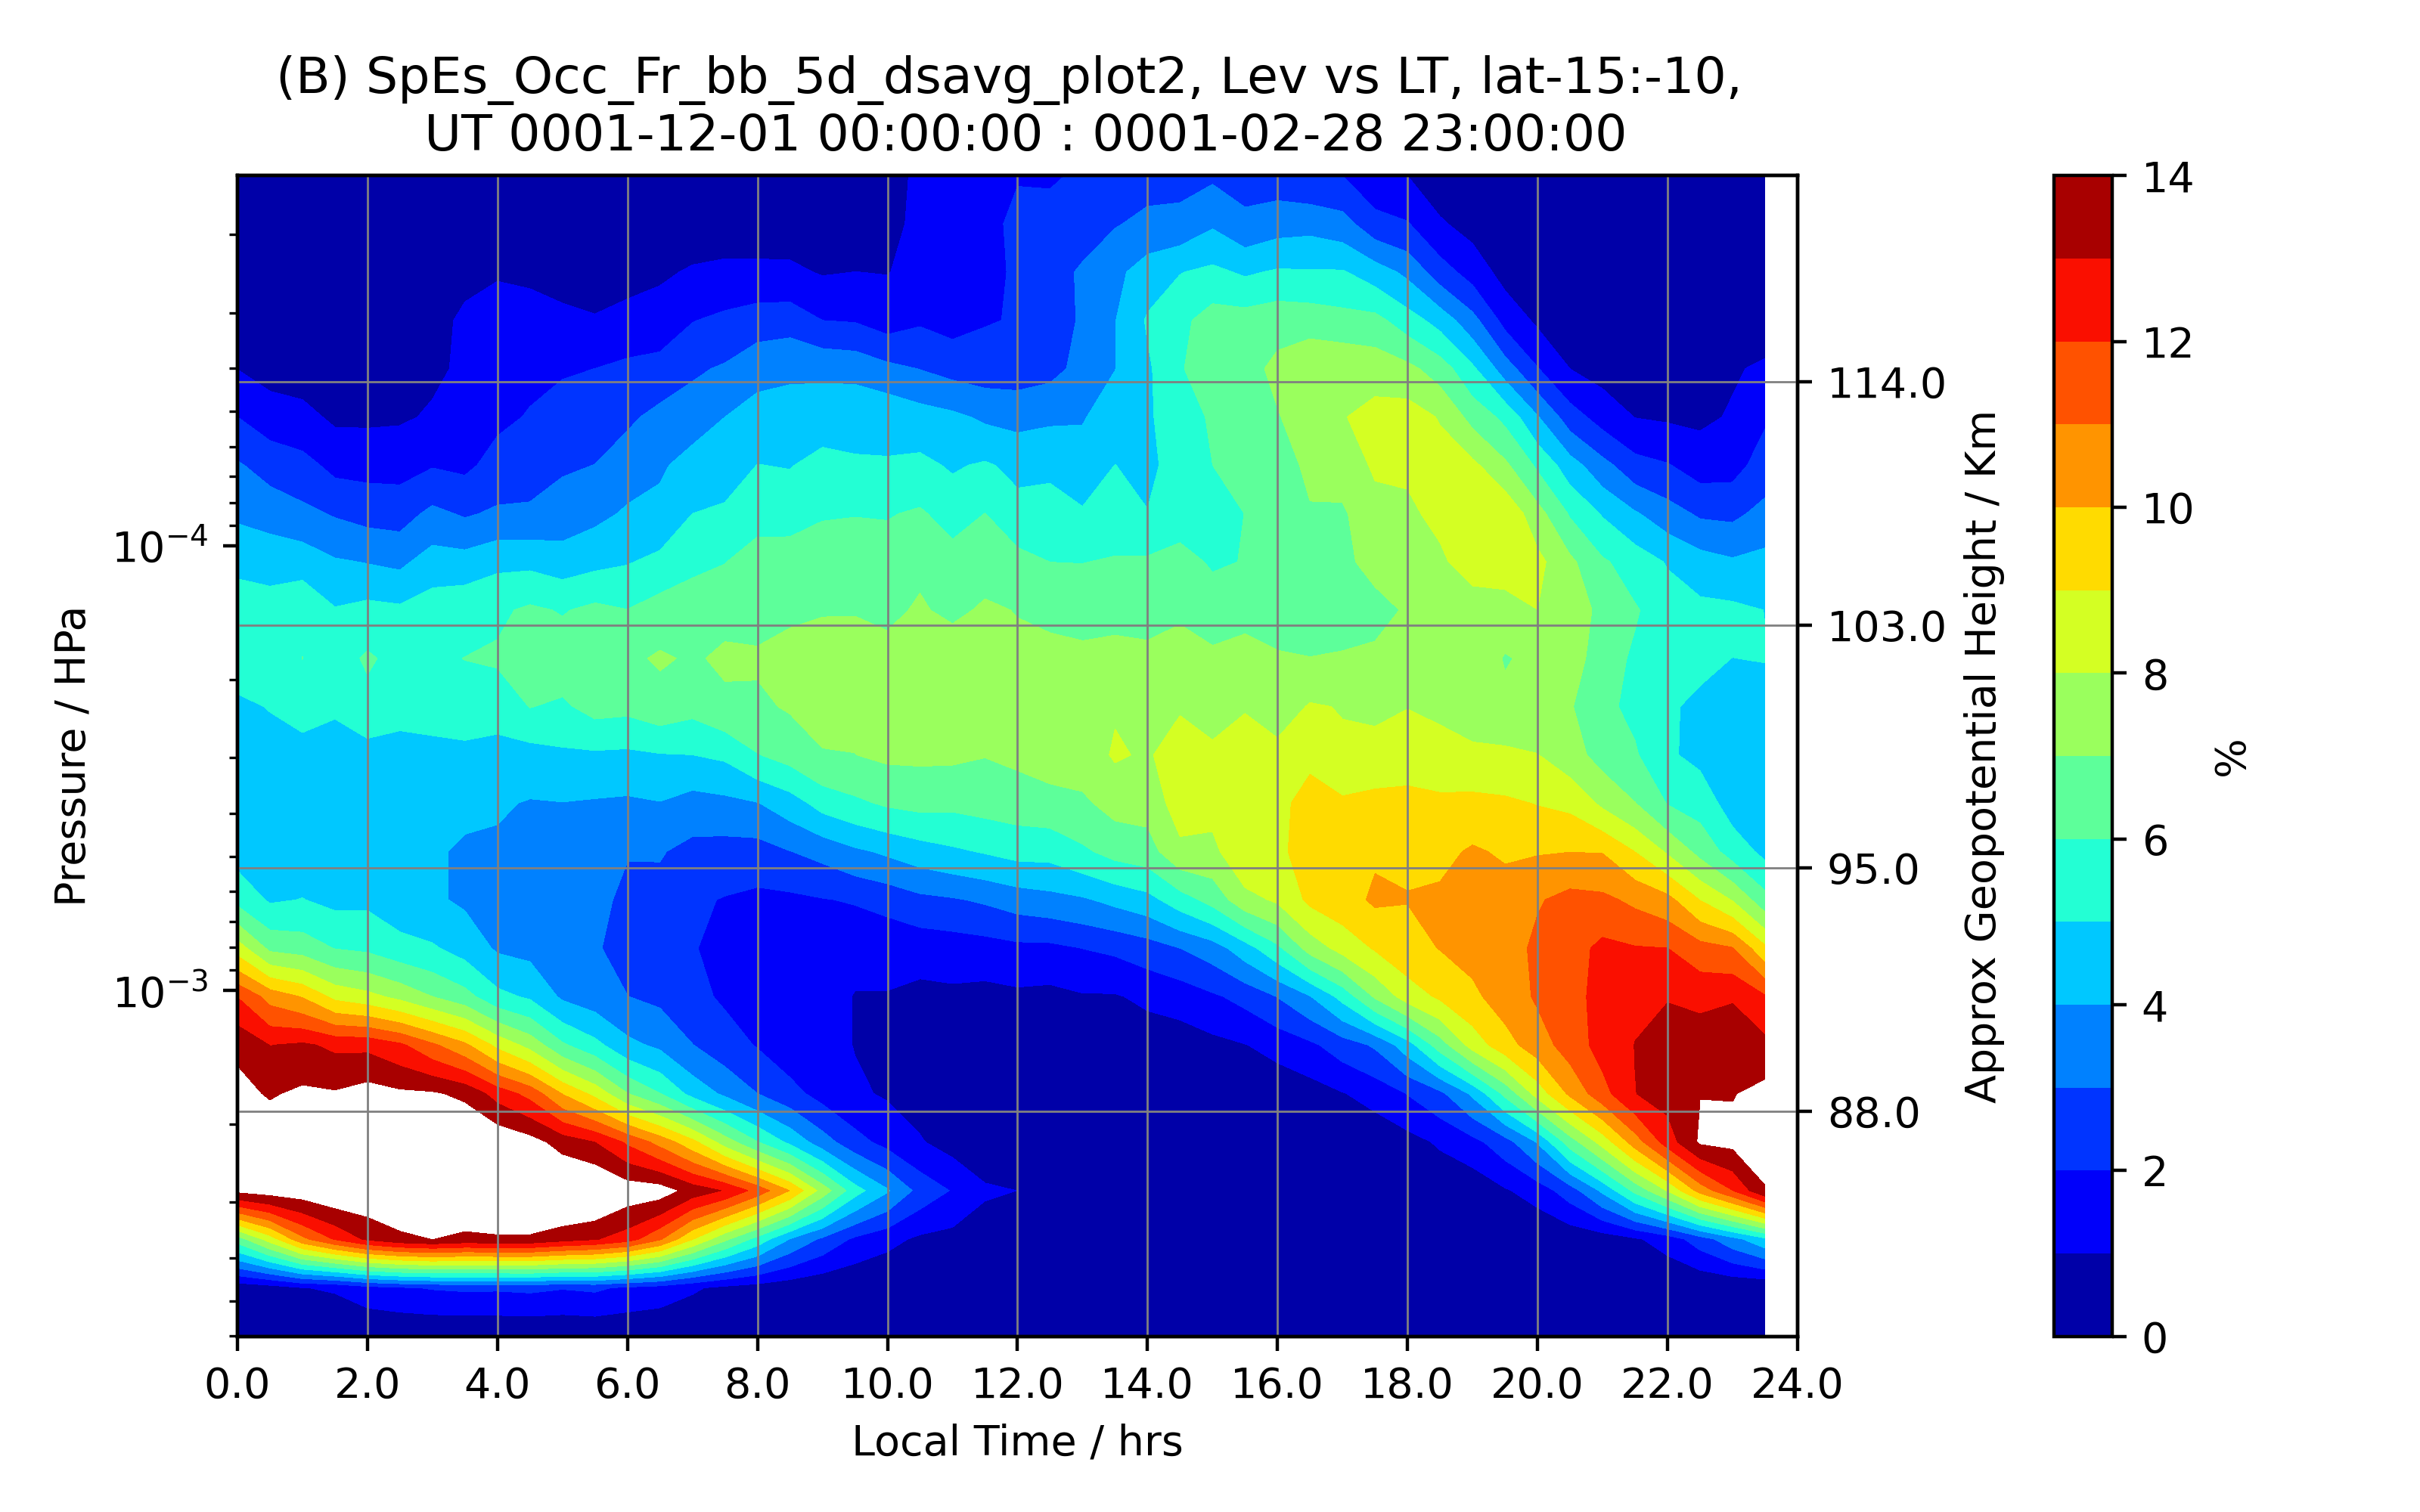 (B) SpEs_Occ_Fr_bb_5d_dsavg_plot2, Lev vs LT, lat-15:-10,
UT 0001-12-01 00:00:00 : 0001-02-28 23:00:00
Pressure / HPa
10⁻⁴
10⁻³
0.0 2.0 4.0 6.0 8.0 10.0 12.0 14.0 16.0 18.0 20.0 22.0 24.0
Local Time / hrs
114.0
103.0
95.0
88.0
Approx Geopotential Height / Km
14
12
10
8
6
4
2
0
%